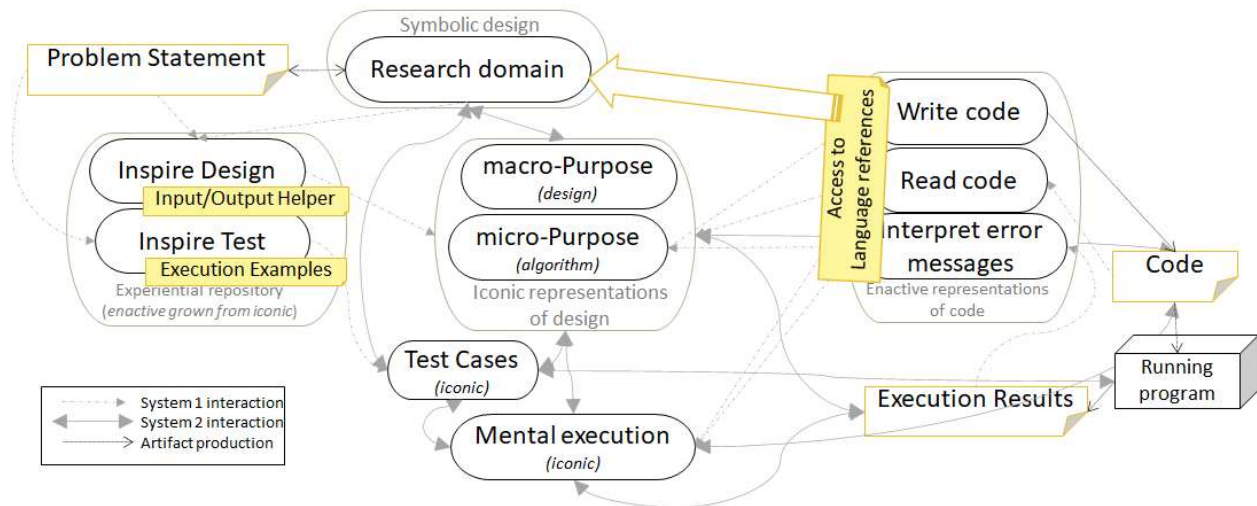 Symbolic design
Problem Statement
Research domain
Access to
Language references
Write code
Read code
Interpret error
messages
Enactive representations
of code
Inspire Design
Input/Output Helper
Inspire Test
Execution Examples
Experiential repository
(enactive grown from iconic)
macro-Purpose
(design)
micro-Purpose
(algorithm)
Iconic representations
of design
Code
Test Cases
(iconic)
Running
program
Execution Results
Mental execution
(iconic)
System 1 interaction
System 2 interaction
Artifact production